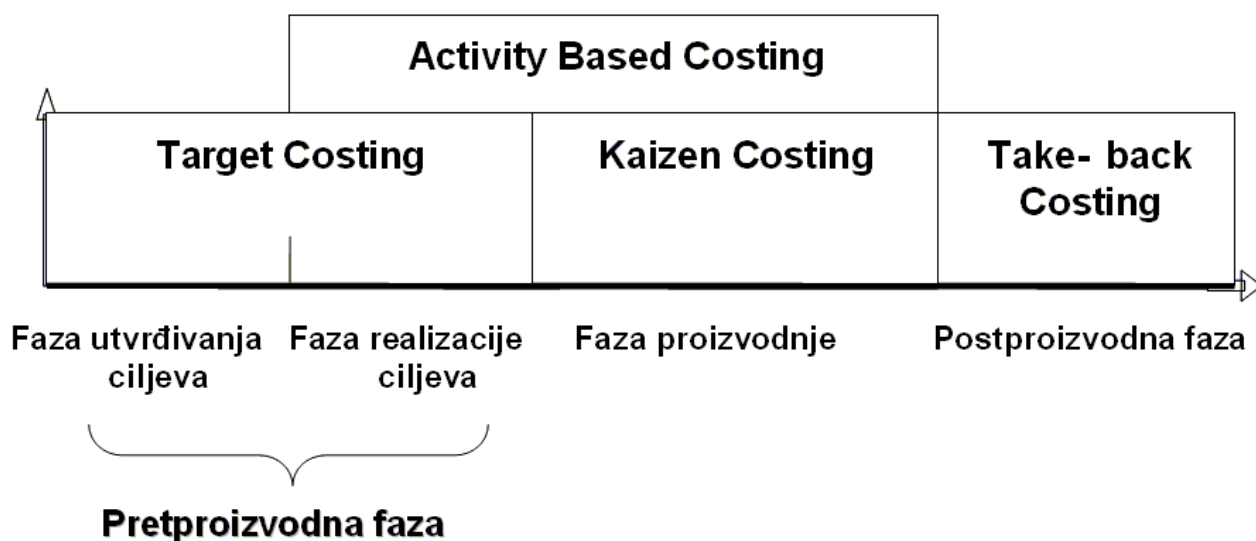 Activity Based Costing
Target Costing
Kaizen Costing
Take- back
Costing
Faza utvrđivanja
ciljeva
Faza realizacije
ciljeva
Faza proizvodnje
Postproizvodna faza
Pretproizvodna faza